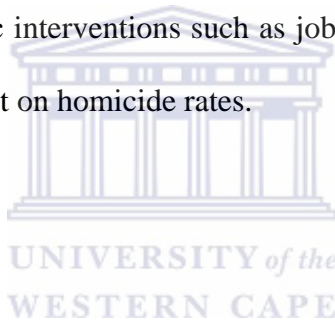 c interventions such as job
t on homicide rates.
UNIVERSITY of the
WESTERN CAPE